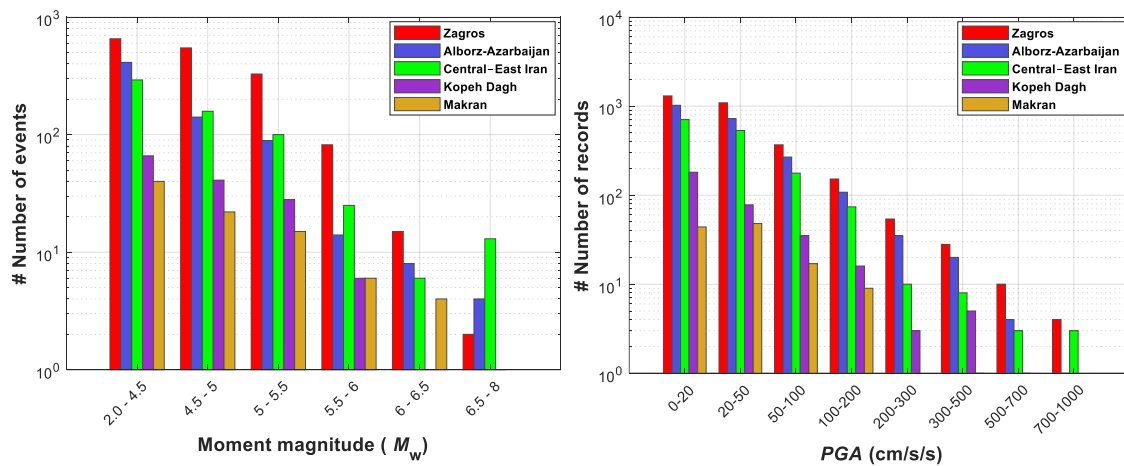 # Number of events
10^3
10^2
10^1
10^0
Zagros
Alborz-Azarbaijan
Central-East Iran
Kopeh Dagh
Makran
2.0 - 4.5
4.5 - 5
5 - 5.5
5.5 - 6
6 - 6.5
6.5 - 8
Moment magnitude ( M_w)
# Number of records
10^4
10^3
10^2
10^1
10^0
Zagros
Alborz-Azarbaijan
Central-East Iran
Kopeh Dagh
Makran
0-20
20-50
50-100
100-200
200-300
300-500
500-700
700-1000
PGA (cm/s/s)